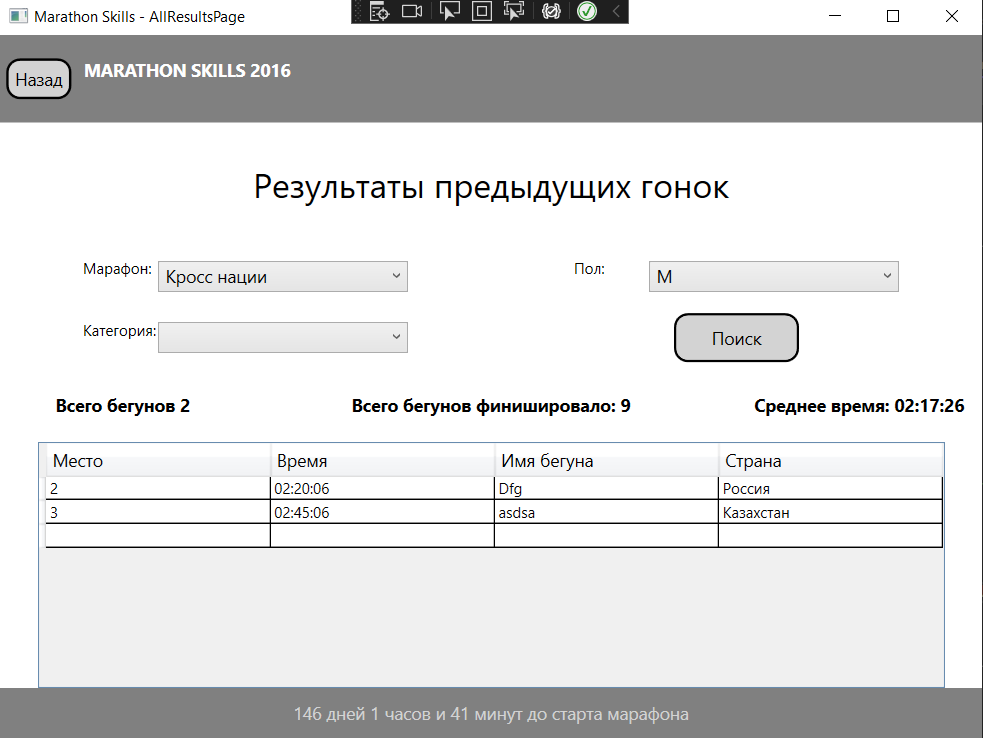 Marathon Skills - AllResultsPage
Назад
MARATHON SKILLS 2016
Результаты предыдущих гонок
Марафон: Кросс нации Пол: М
Категория: Поиск
Всего бегунов 2 Всего бегунов финишировало: 9 Среднее время: 02:17:26
Место Время Имя бегуна Страна
2 02:20:06 Dfg Россия
3 02:45:06 asdsa Казахстан
146 дней 1 часов и 41 минут до старта марафона